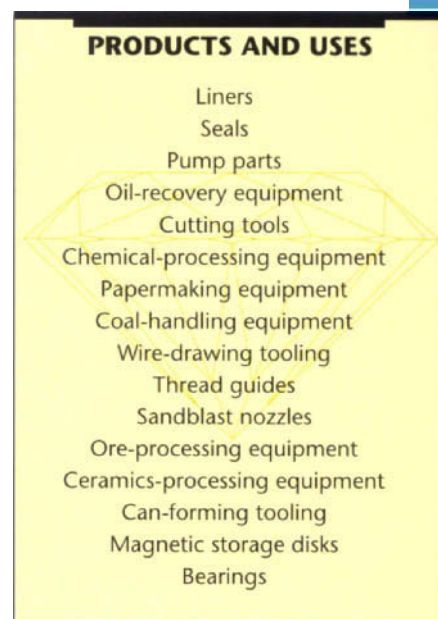 PRODUCTS AND USES
Liners
Seals
Pump parts
Oil-recovery equipment
Cutting tools
Chemical-processing equipment
Papermaking equipment
Coal-handling equipment
Wire-drawing tooling
Thread guides
Sandblast nozzles
Ore-processing equipment
Ceramics-processing equipment
Can-forming tooling
Magnetic storage disks
Bearings